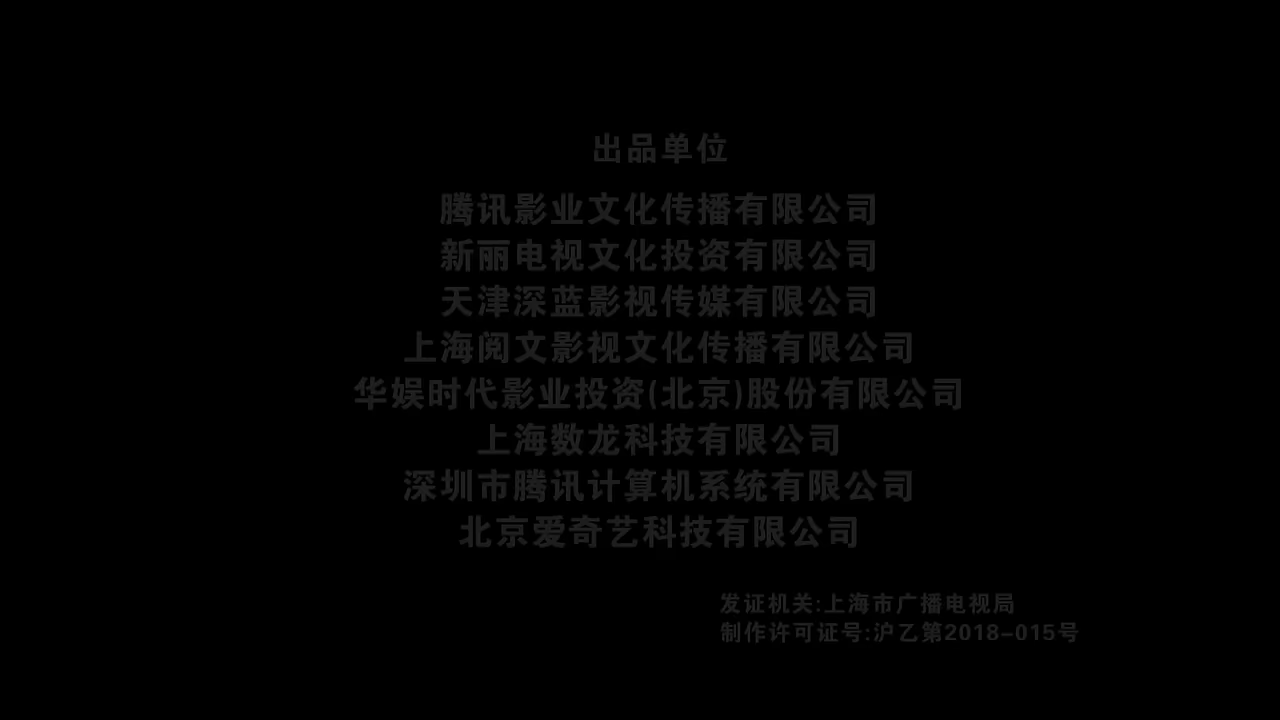 出品单位
腾讯影业文化传播有限公司
新丽电视文化投资有限公司
天津深蓝影视传媒有限公司
上海阅文影视文化传播有限公司
华娱时代影业投资(北京)股份有限公司
上海数龙科技有限公司
深圳市腾讯计算机系统有限公司
北京爱奇艺科技有限公司
发证机关:上海市广播电视局
制作许可证号:沪乙第2018-015号